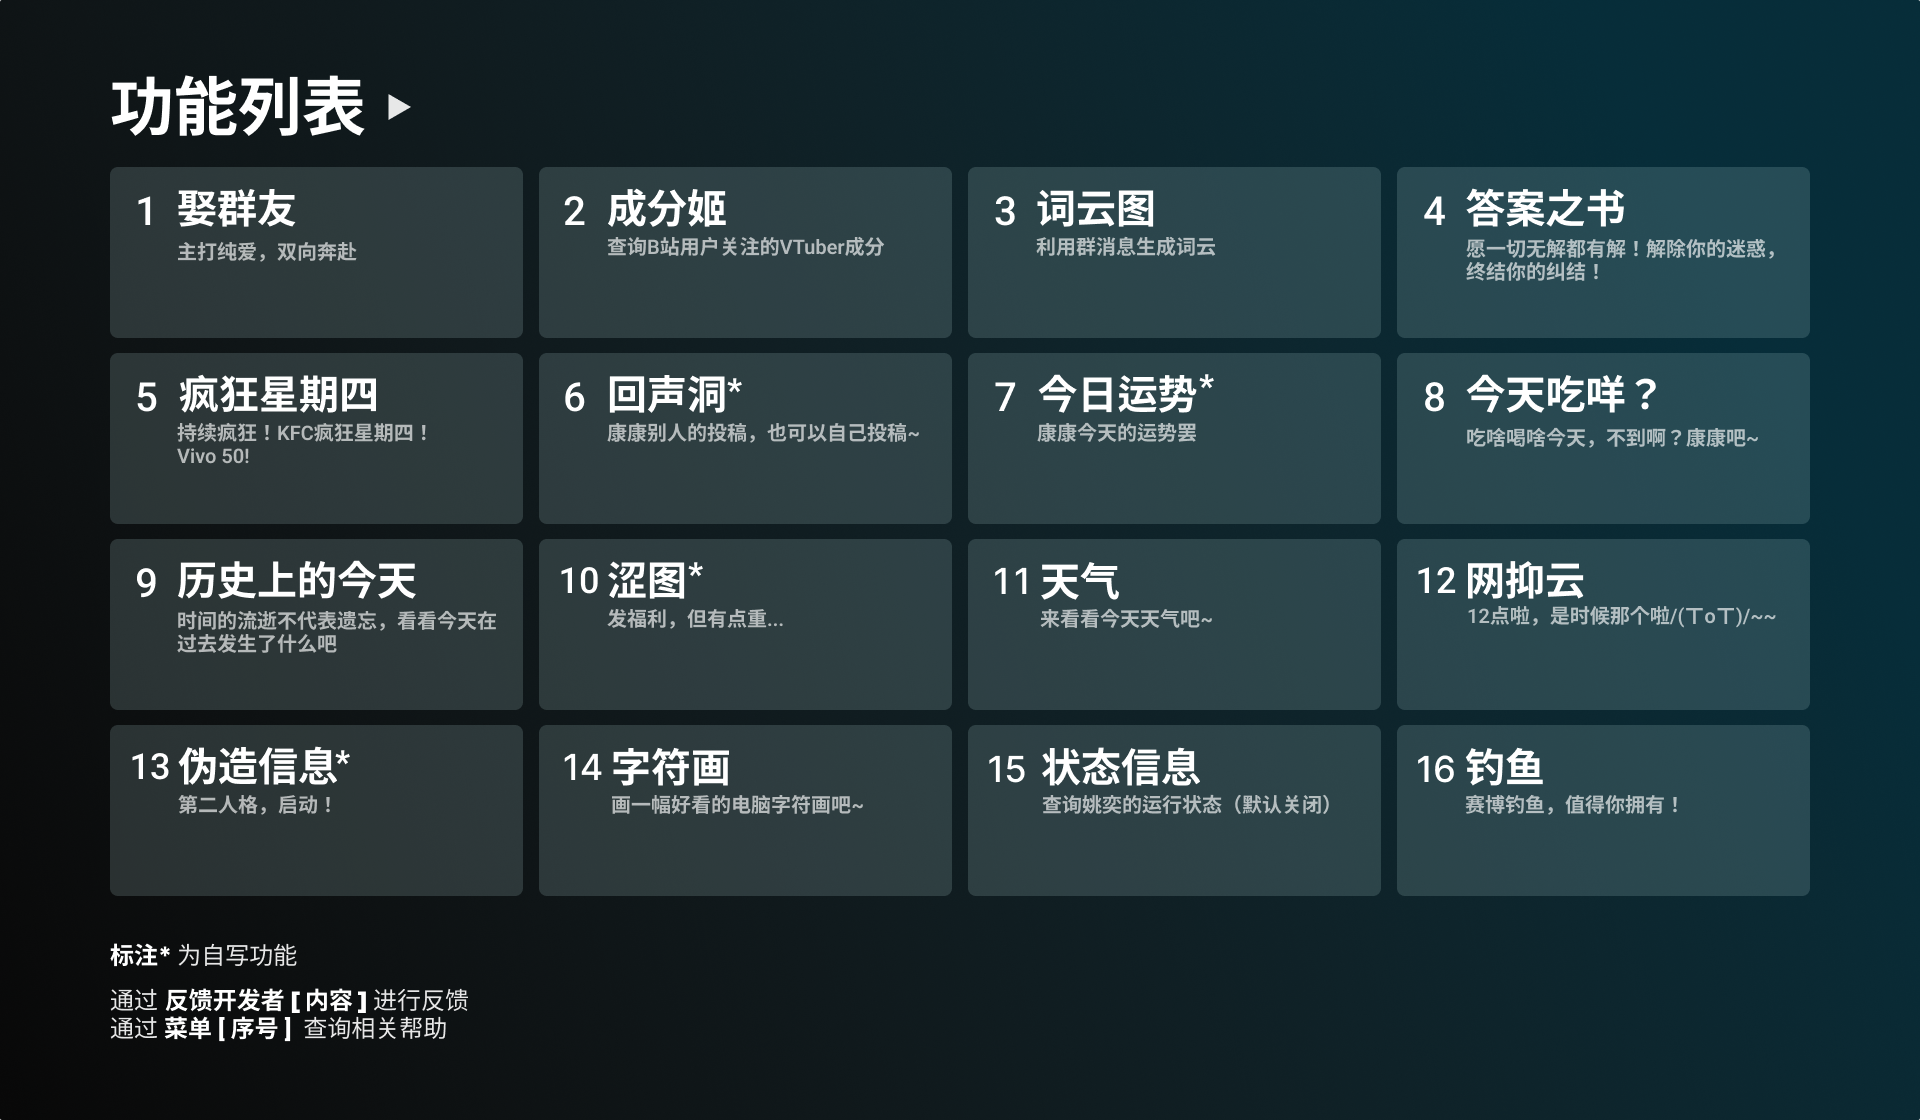 功能列表 ▶
1 娶群友
主打纯爱，双向奔赴
2 成分姬
查询B站用户关注的VTuber成分
3 词云图
利用群消息生成词云
4 答案之书
愿一切无解都有解！解除你的迷惑，
终结你的纠结！
5 疯狂星期四
持续疯狂！KFC疯狂星期四！
Vivo 50!
6 回声洞*
康康别人的投稿，也可以自己投稿~
7 今日运势*
康康今天的运势罢
8 今天吃咩？
吃啥喝啥今天，不到啊？康康吧~
9 历史上的今天
时间的流逝不代表遗忘，看看今天在
过去发生了什么吧
10 涩图*
发福利，但有点重...
11 天气
来看看今天天气吧~
12 网抑云
12点啦，是时候那个啦/(ToT)/~~
13 伪造信息*
第二人格，启动！
14 字符画
画一幅好看的电脑字符画吧~
15 状态信息
查询姚奕的运行状态（默认关闭）
16 钓鱼
赛博钓鱼，值得你拥有！
标注* 为自写功能
通过 反馈开发者 [ 内容 ] 进行反馈
通过 菜单 [ 序号 ] 查询相关帮助